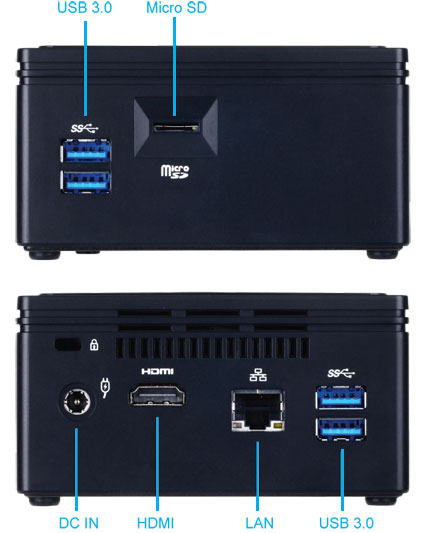 USB 3.0 Micro SD
SS
Micro
SD
HDMI
SS
DC IN HDMI LAN USB 3.0